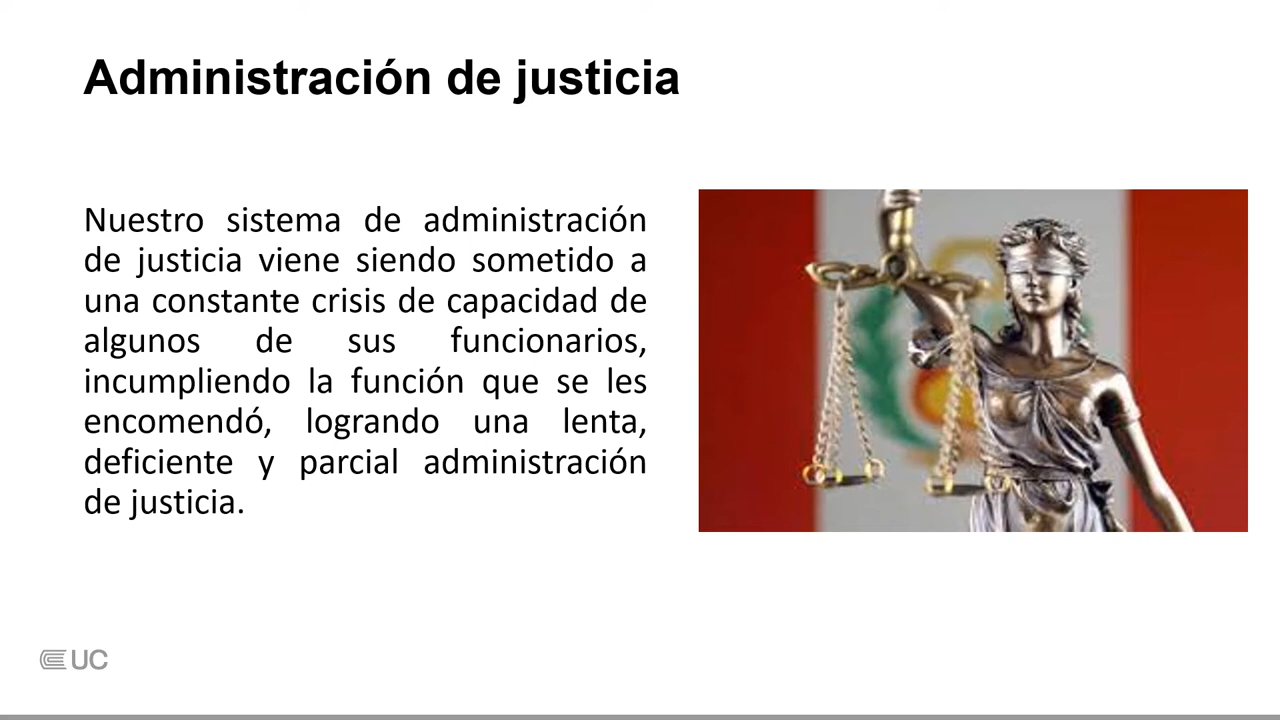 Administración de justicia
Nuestro sistema de administración
de justicia viene siendo sometido a
una constante crisis de capacidad de
algunos de sus funcionarios,
incumpliendo la función que se les
encomendó, logrando una lenta,
deficiente y parcial administración
de justicia.
UC